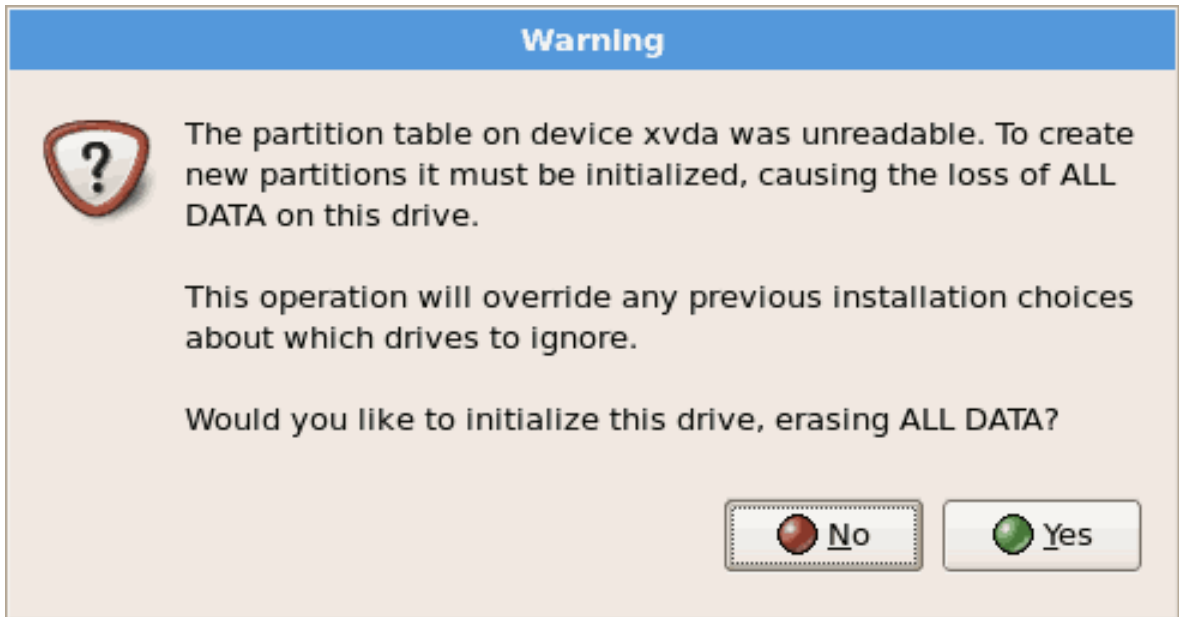 Warning
The partition table on device xvda was unreadable. To create
new partitions it must be initialized, causing the loss of ALL
DATA on this drive.
This operation will override any previous installation choices
about which drives to ignore.
Would you like to initialize this drive, erasing ALL DATA?
No Yes